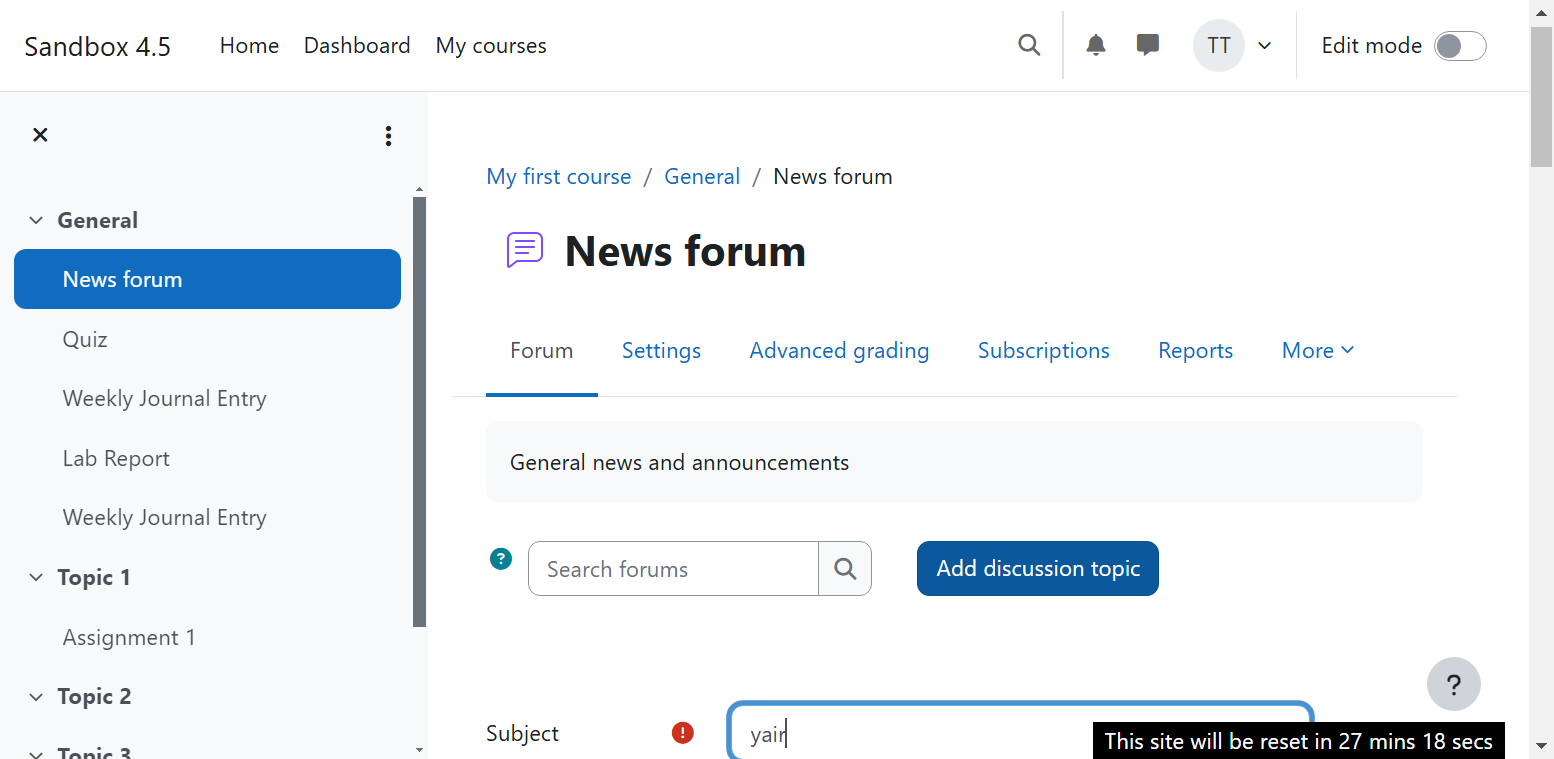 Sandbox 4.5 Home Dashboard My courses TT Edit mode
General
News forum
Quiz
Weekly Journal Entry
Lab Report
Weekly Journal Entry
Topic 1
Assignment 1
Topic 2
Topic 3
My first course / General / News forum
News forum
Forum Settings Advanced grading Subscriptions Reports More
General news and announcements
? Search forums Add discussion topic
?
Subject ! yair
This site will be reset in 27 mins 18 secs